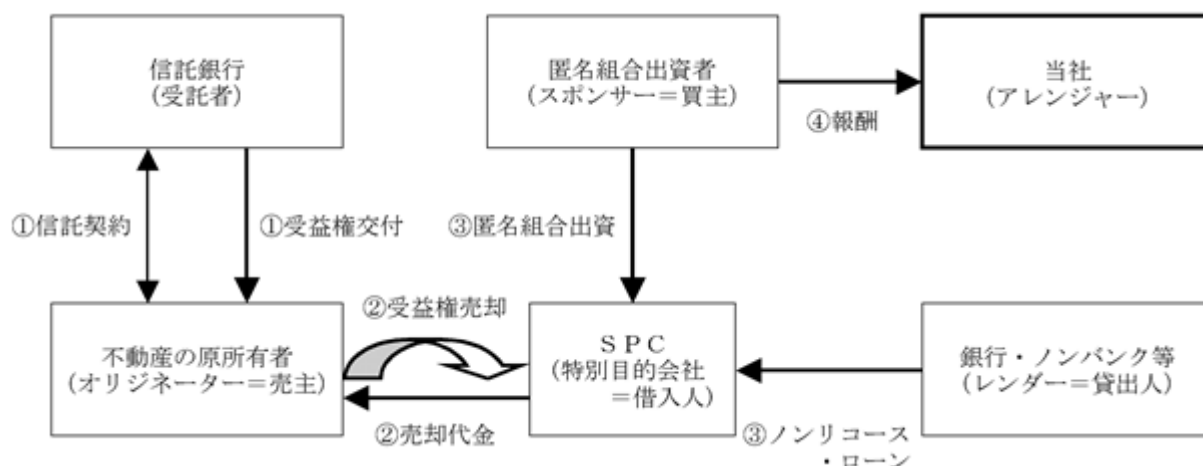 信託銀行
(受託者)
匿名組合出資者
(スポンサー＝買主)
当社
(アレンジャー)
④報酬
①信託契約
①受益権交付
③匿名組合出資
②受益権売却
不動産の原所有者
(オリジネーター＝売主)
ＳＰＣ
(特別目的会社
＝借入人)
銀行・ノンバンク等
(レンダー＝貸出人)
②売却代金
③ノンリコース
・ローン